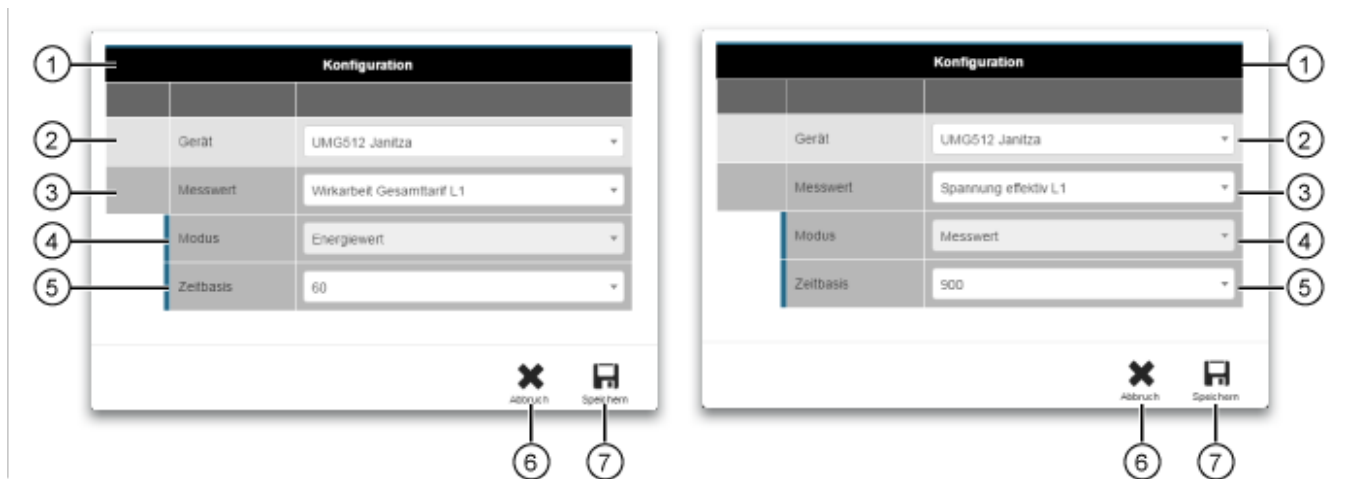 1 Konfiguration
2 Gerät UMG512 Janitza
3 Messwert Wirkarbeit Gesamttarif L1
4 Modus Energiewert
5 Zeitbasis 60
Abbruch Speichern
6 7
Konfiguration 1
Gerät UMG512 Janitza 2
Messwert Spannung effektiv L1 3
Modus Messwert 4
Zeitbasis 900 5
Abbruch Speichern
6 7